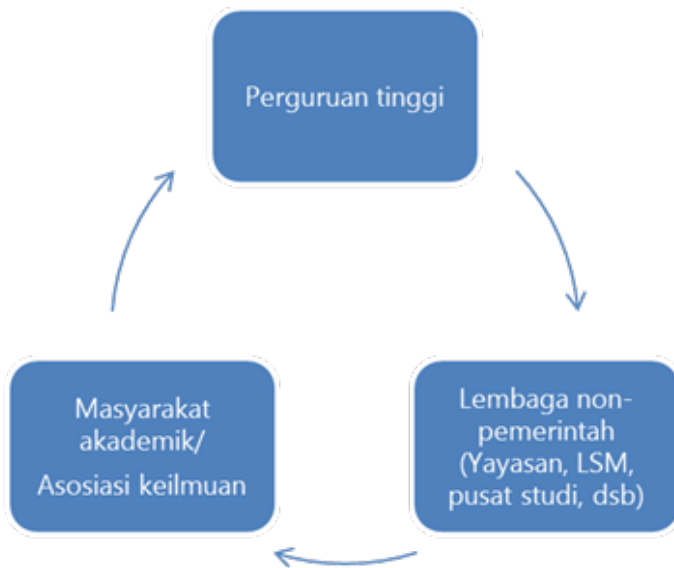 Perguruan tinggi
Masyarakat
akademik/
Asosiasi keilmuan
Lembaga non-
pemerintah
(Yayasan, LSM,
pusat studi, dsb)